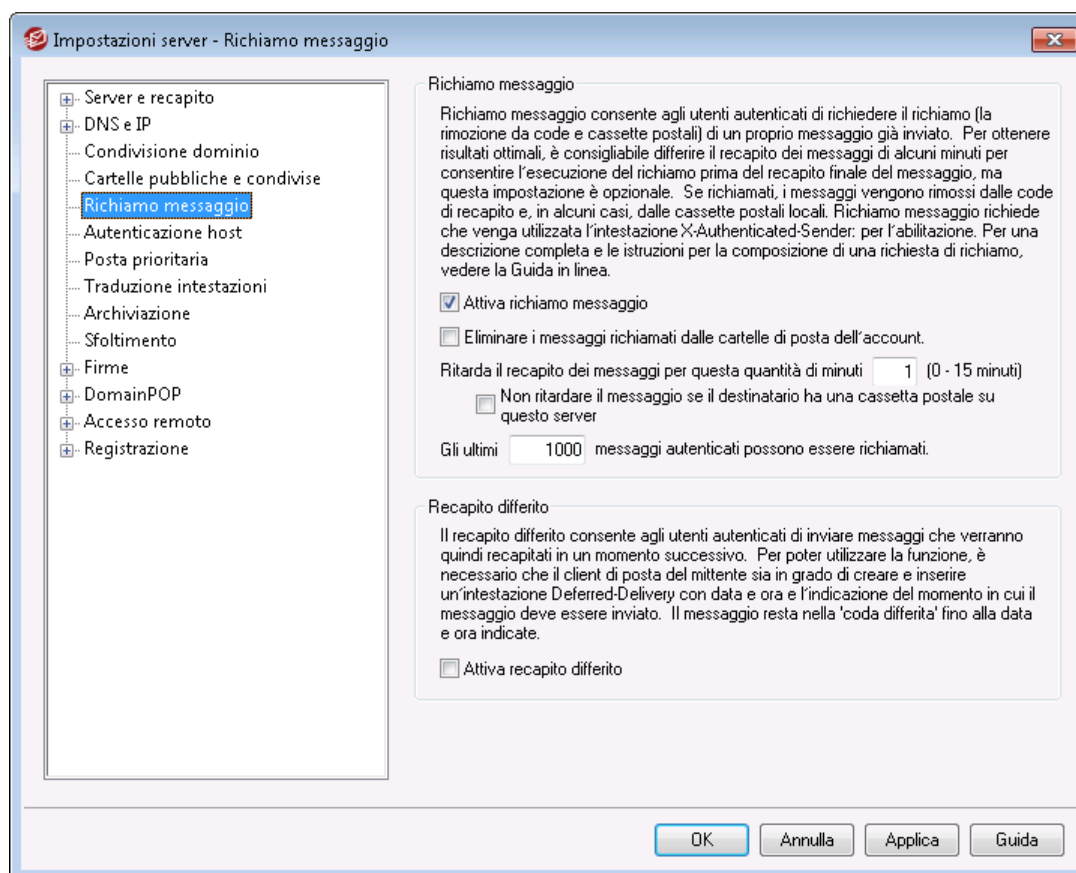 Impostazioni server - Richiamo messaggio
Server e recapito
DNS e IP
Condivisione dominio
Cartelle pubbliche e condivise
Richiamo messaggio
Autenticazione host
Posta prioritaria
Traduzione intestazioni
Archiviazione
Sfoltimento
Firme
DomainPOP
Accesso remoto
Registrazione
Richiamo messaggio
Richiamo messaggio consente agli utenti autenticati di richiedere il richiamo (la
rimozione da code e cassette postali) di un proprio messaggio già inviato. Per ottenere
risultati ottimali, è consigliabile differire il recapito dei messaggi di alcuni minuti per
consentire l'esecuzione del richiamo prima del recapito finale del messaggio, ma
questa impostazione è opzionale. Se richiamati, i messaggi vengono rimossi dalle code
di recapito e, in alcuni casi, dalle cassette postali locali. Richiamo messaggio richiede
che venga utilizzata l'intestazione X-Authenticated-Sender: per l'abilitazione. Per una
descrizione completa e le istruzioni per la composizione di una richiesta di richiamo,
vedere la Guida in linea.
Attiva richiamo messaggio
Eliminare i messaggi richiamati dalle cartelle di posta dell'account.
Ritarda il recapito dei messaggi per questa quantità di minuti 1 (0 - 15 minuti)
Non ritardare il messaggio se il destinatario ha una cassetta postale su
questo server
Gli ultimi 1000 messaggi autenticati possono essere richiamati.
Recapito differito
Il recapito differito consente agli utenti autenticati di inviare messaggi che verranno
quindi recapitati in un momento successivo. Per poter utilizzare la funzione, è
necessario che il client di posta del mittente sia in grado di creare e inserire
un'intestazione Deferred-Delivery con data e ora e l'indicazione del momento in cui il
messaggio deve essere inviato. Il messaggio resta nella 'coda differita' fino alla data
e ora indicate.
Attiva recapito differito
OK
Annulla
Applica
Guida